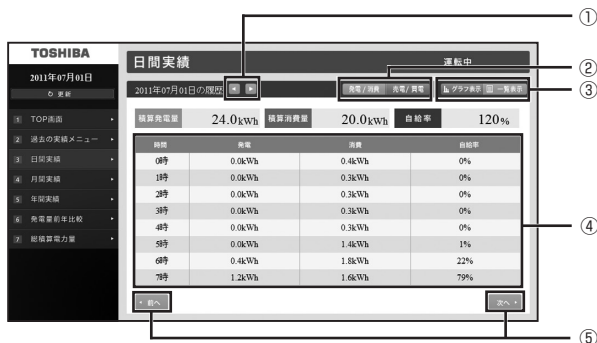 ①
TOSHIBA
日間実績
運転中
②
2011年07月01日
③
更新
2011年07月01日の履歴
発電/消費
売電/買電
グラフ表示
一覧表示
1 TOP画面
2 過去の実績メニュー
3 日間実績
4 月間実績
5 年間実績
6 発電量前年比較
7 総積算電力量
積算発電量 24.0kWh 積算消費量 20.0kWh 自給率 120%
時間 発電 消費 自給率
0時 0.0kWh 0.4kWh 0%
1時 0.0kWh 0.3kWh 0%
2時 0.0kWh 0.3kWh 0%
3時 0.0kWh 0.3kWh 0%
4時 0.0kWh 0.3kWh 0%
5時 0.0kWh 1.4kWh 1%
6時 0.4kWh 1.8kWh 22%
7時 1.2kWh 1.6kWh 79%
④
前へ
次へ
⑤